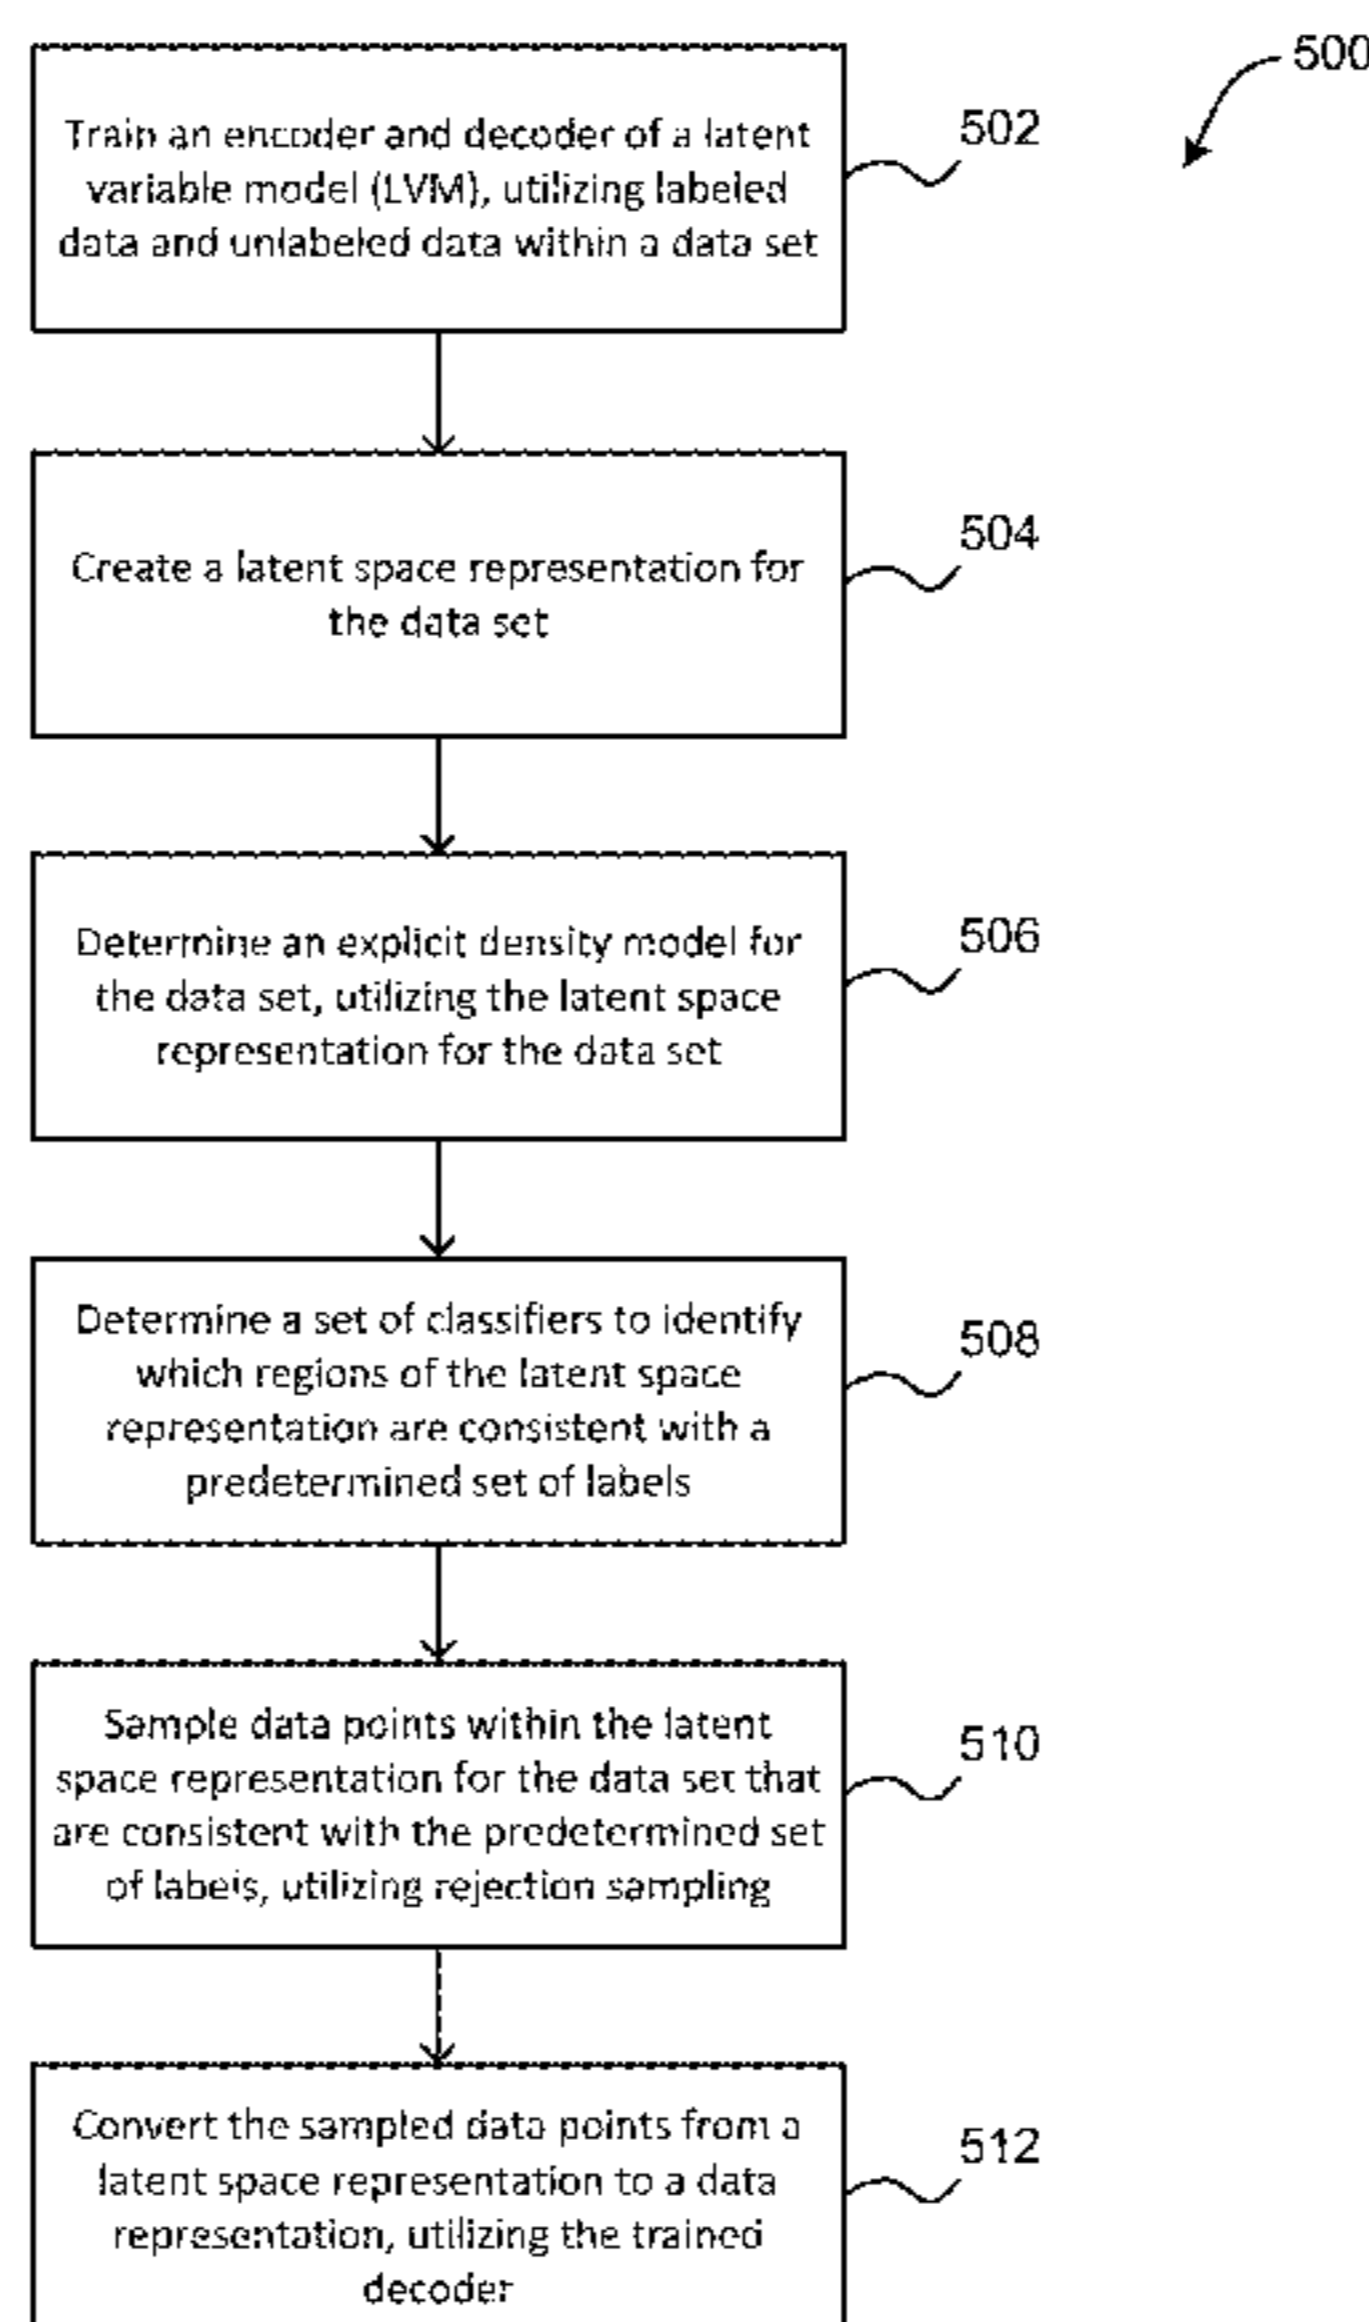 500
Train an encoder and decoder of a latent
variable model (LVM), utilizing labeled
data and unlabeled data within a data set
502
Create a latent space representation for
the data set
504
Determine an explicit density model for
the data set, utilizing the latent space
representation for the data set
506
Determine a set of classifiers to identify
which regions of the latent space
representation are consistent with a
predetermined set of labels
508
Sample data points within the latent
space representation for the data set that
are consistent with the predetermined set
of labels, utilizing rejection sampling
510
Convert the sampled data points from a
latent space representation to a data
representation, utilizing the trained
decoder
512